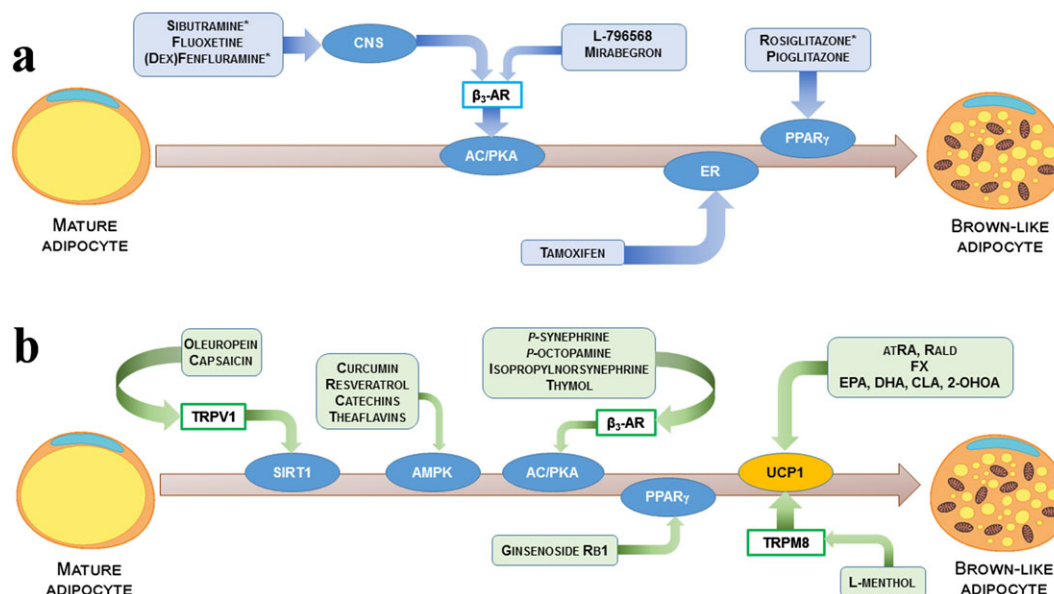 a
SIBUTRAMINE*
FLUOXETINE
(DEX)FENFLURAMINE*
CNS
L-796568
MIRABEGRON
ROSIGLITAZONE*
PIOGLITAZONE
β3-AR
AC/PKA
PPARγ
ER
MATURE
ADIPOCYTE
TAMOXIFEN
BROWN-LIKE
ADIPOCYTE
b
OLEUROPEIN
CAPSAICIN
CURCUMIN
RESVERATROL
CATECHINS
THEAFLAVINS
P-SYNEPHRINE
P-OCTOPAMINE
ISOPROPYLNORSYNEPHRINE
THYMOL
ATRA, RALD
FX
EPA, DHA, CLA, 2-OHOA
TRPV1
β3-AR
SIRT1
AMPK
AC/PKA
UCP1
PPARγ
GINSENOSIDE RB1
TRPM8
L-MENTHOL
MATURE
ADIPOCYTE
BROWN-LIKE
ADIPOCYTE